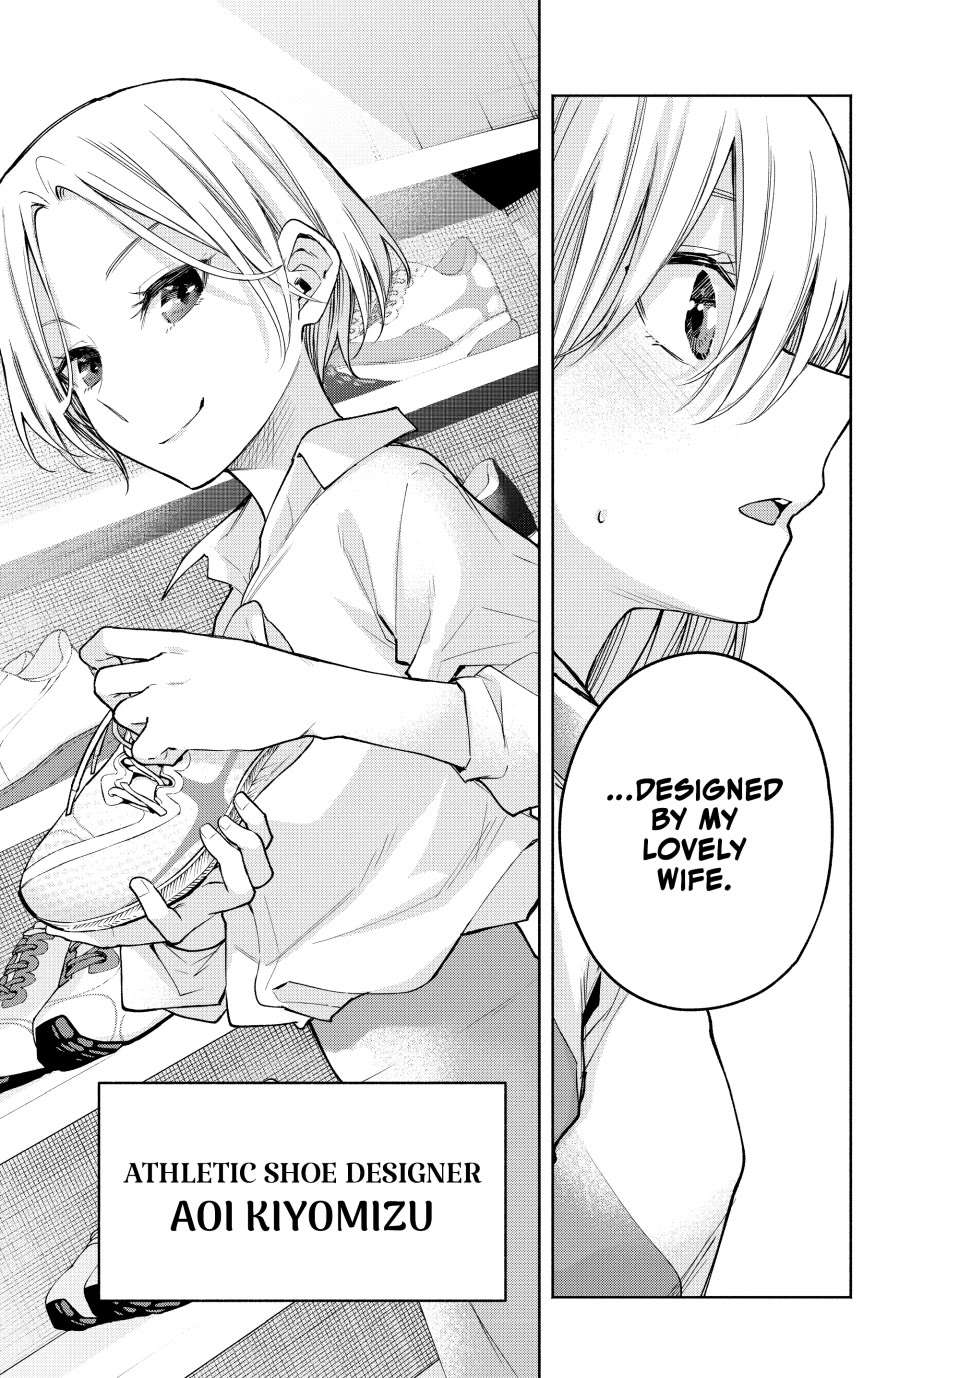 ...DESIGNED
BY MY
LOVELY
WIFE.
ATHLETIC SHOE DESIGNER
AOI KIYOMIZU